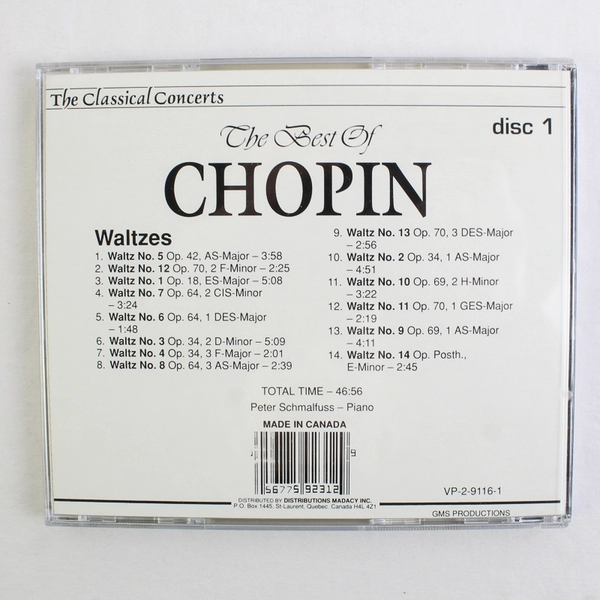 The Classical Concerts
disc 1
The Best Of
CHOPIN
Waltzes
1. Waltz No. 5 Op. 42, AS-Major – 3:58
2. Waltz No. 12 Op. 70, 2 F-Minor – 2:25
3. Waltz No. 1 Op. 18, ES-Major – 5:08
4. Waltz No. 7 Op. 64, 2 CIS-Minor
– 3:24
5. Waltz No. 6 Op. 64, 1 DES-Major
– 1:48
6. Waltz No. 3 Op. 34, 2 D-Minor – 5:09
7. Waltz No. 4 Op. 34, 3 F-Major – 2:01
8. Waltz No. 8 Op. 64, 3 AS-Major – 2:39
9. Waltz No. 13 Op. 70, 3 DES-Major
– 2:56
10. Waltz No. 2 Op. 34, 1 AS-Major
– 4:51
11. Waltz No. 10 Op. 69, 2 H-Minor
– 3:22
12. Waltz No. 11 Op. 70, 1 GES-Major
– 2:19
13. Waltz No. 9 Op. 69, 1 AS-Major
– 4:11
14. Waltz No. 14 Op. Posth.,
E-Minor – 2:45
TOTAL TIME – 46:56
Peter Schmalfuss – Piano
MADE IN CANADA
56775 92312 9
VP-2-9116-1
DISTRIBUTED BY DISTRIBUTIONS MADACY INC.
P.O. Box 1445, St-Laurent, Quebec, Canada H4L 4Z1
GMS PRODUCTIONS